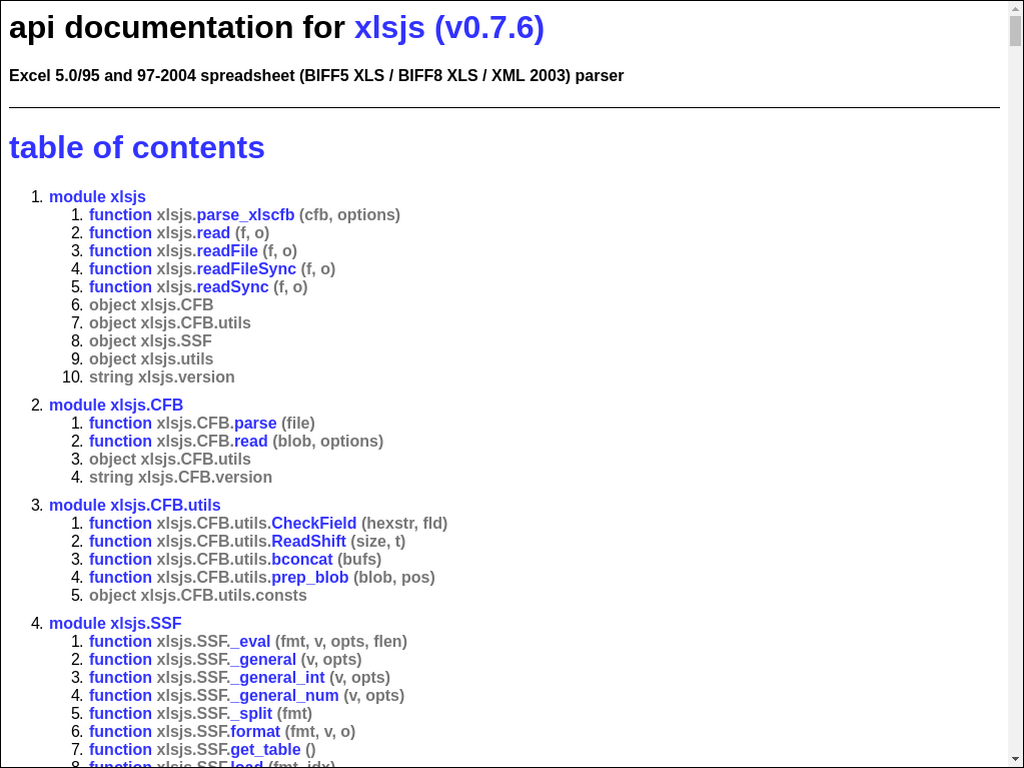 api documentation for xlsjs (v0.7.6)
Excel 5.0/95 and 97-2004 spreadsheet (BIFF5 XLS / BIFF8 XLS / XML 2003) parser
table of contents
1. module xlsjs
1. function xlsjs.parse_xlscfb (cfb, options)
2. function xlsjs.read (f, o)
3. function xlsjs.readFile (f, o)
4. function xlsjs.readFileSync (f, o)
5. function xlsjs.readSync (f, o)
6. object xlsjs.CFB
7. object xlsjs.CFB.utils
8. object xlsjs.SSF
9. object xlsjs.utils
10. string xlsjs.version
2. module xlsjs.CFB
1. function xlsjs.CFB.parse (file)
2. function xlsjs.CFB.read (blob, options)
3. object xlsjs.CFB.utils
4. string xlsjs.CFB.version
3. module xlsjs.CFB.utils
1. function xlsjs.CFB.utils.CheckField (hexstr, fld)
2. function xlsjs.CFB.utils.ReadShift (size, t)
3. function xlsjs.CFB.utils.bconcat (bufs)
4. function xlsjs.CFB.utils.prep_blob (blob, pos)
5. object xlsjs.CFB.utils.consts
4. module xlsjs.SSF
1. function xlsjs.SSF._eval (fmt, v, opts, flen)
2. function xlsjs.SSF._general (v, opts)
3. function xlsjs.SSF._general_int (v, opts)
4. function xlsjs.SSF._general_num (v, opts)
5. function xlsjs.SSF._split (fmt)
6. function xlsjs.SSF.format (fmt, v, o)
7. function xlsjs.SSF.get_table ()
8. function xlsjs.SSF.load (fmt, idx)